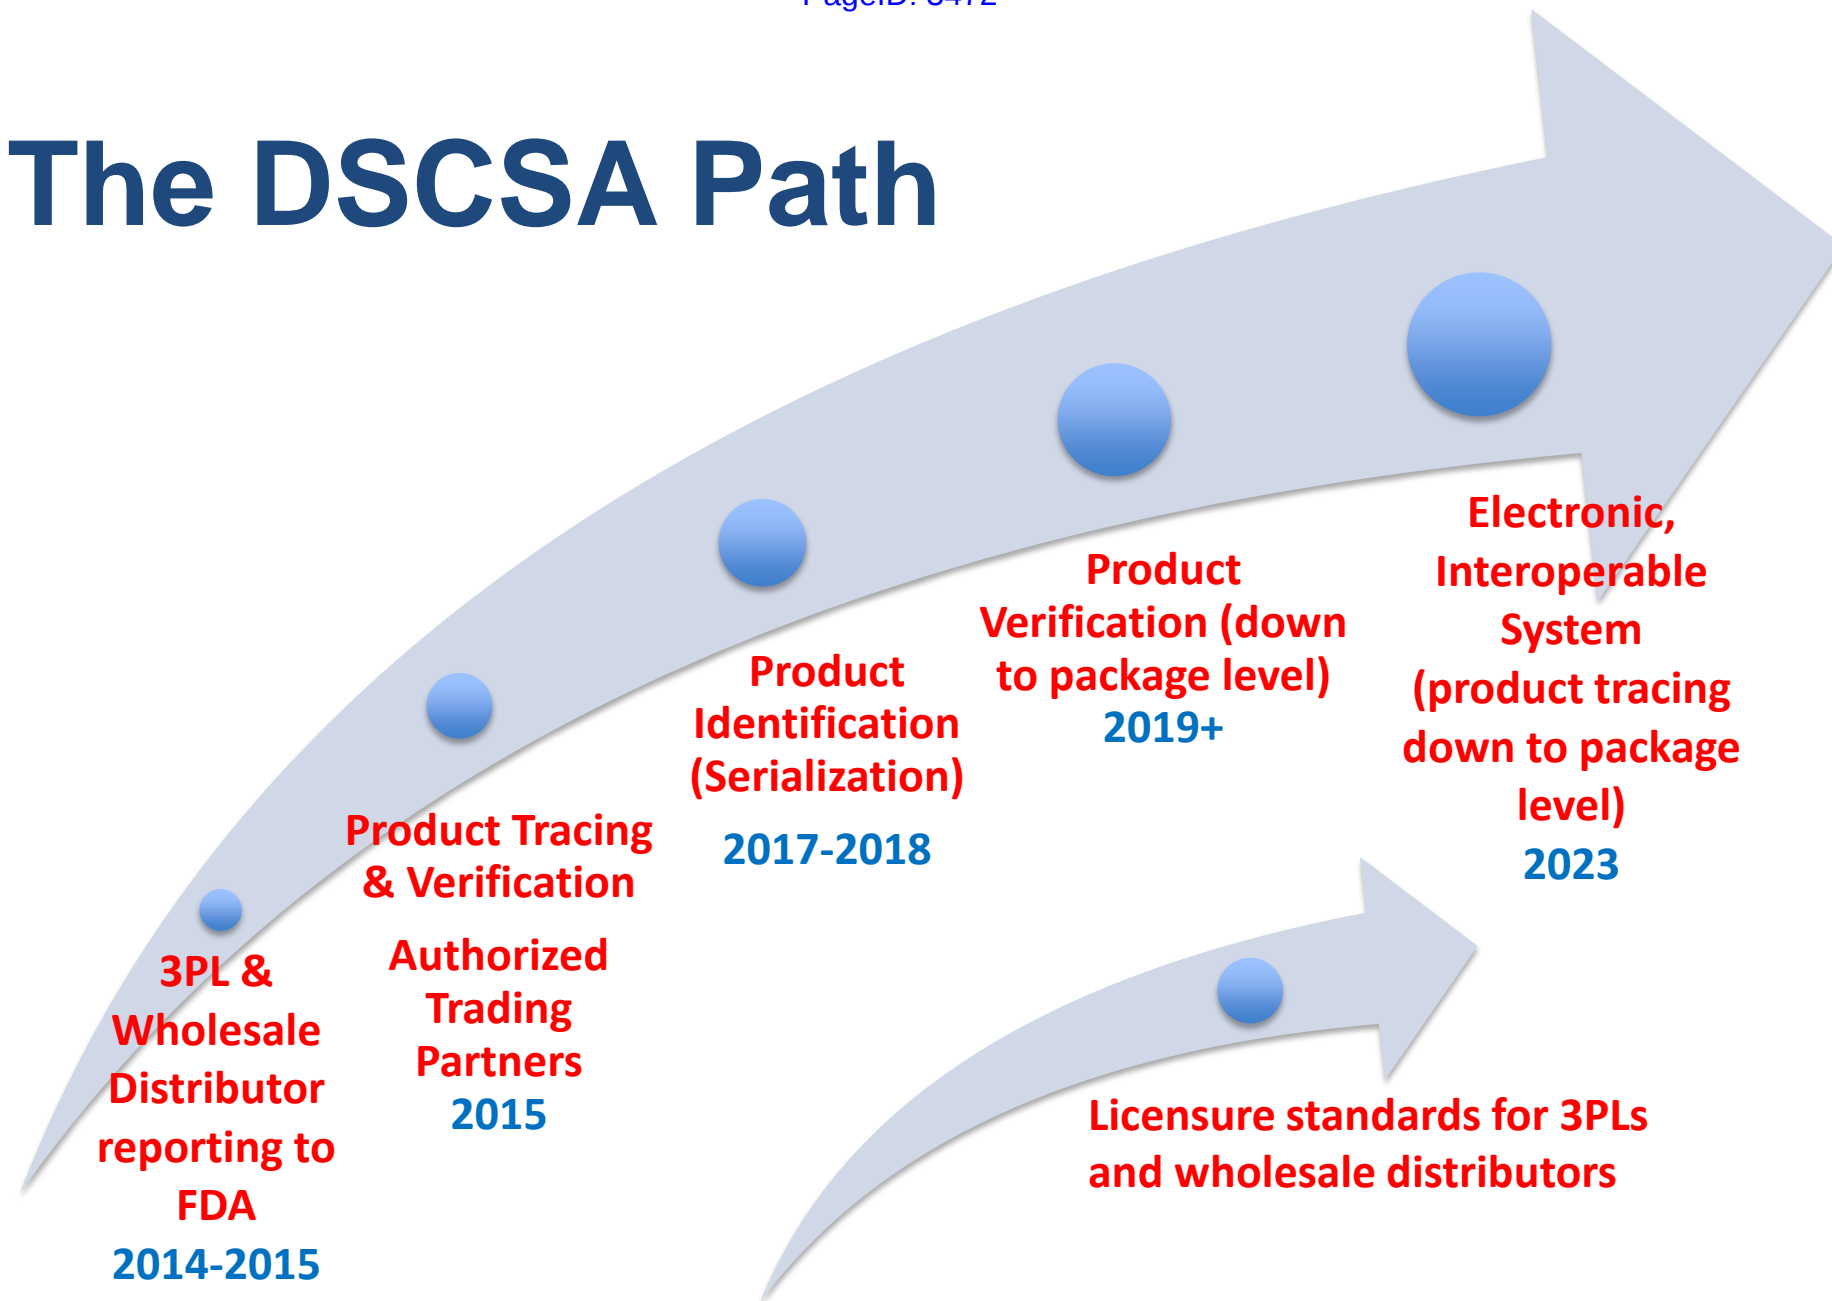 The DSCSA Path
3PL &
Wholesale
Distributor
reporting to
FDA
2014-2015
Product Tracing
& Verification
Authorized
Trading
Partners
2015
Product
Identification
(Serialization)
2017-2018
Product
Verification (down
to package level)
2019+
Electronic,
Interoperable
System
(product tracing
down to package
level)
2023
Licensure standards for 3PLs
and wholesale distributors